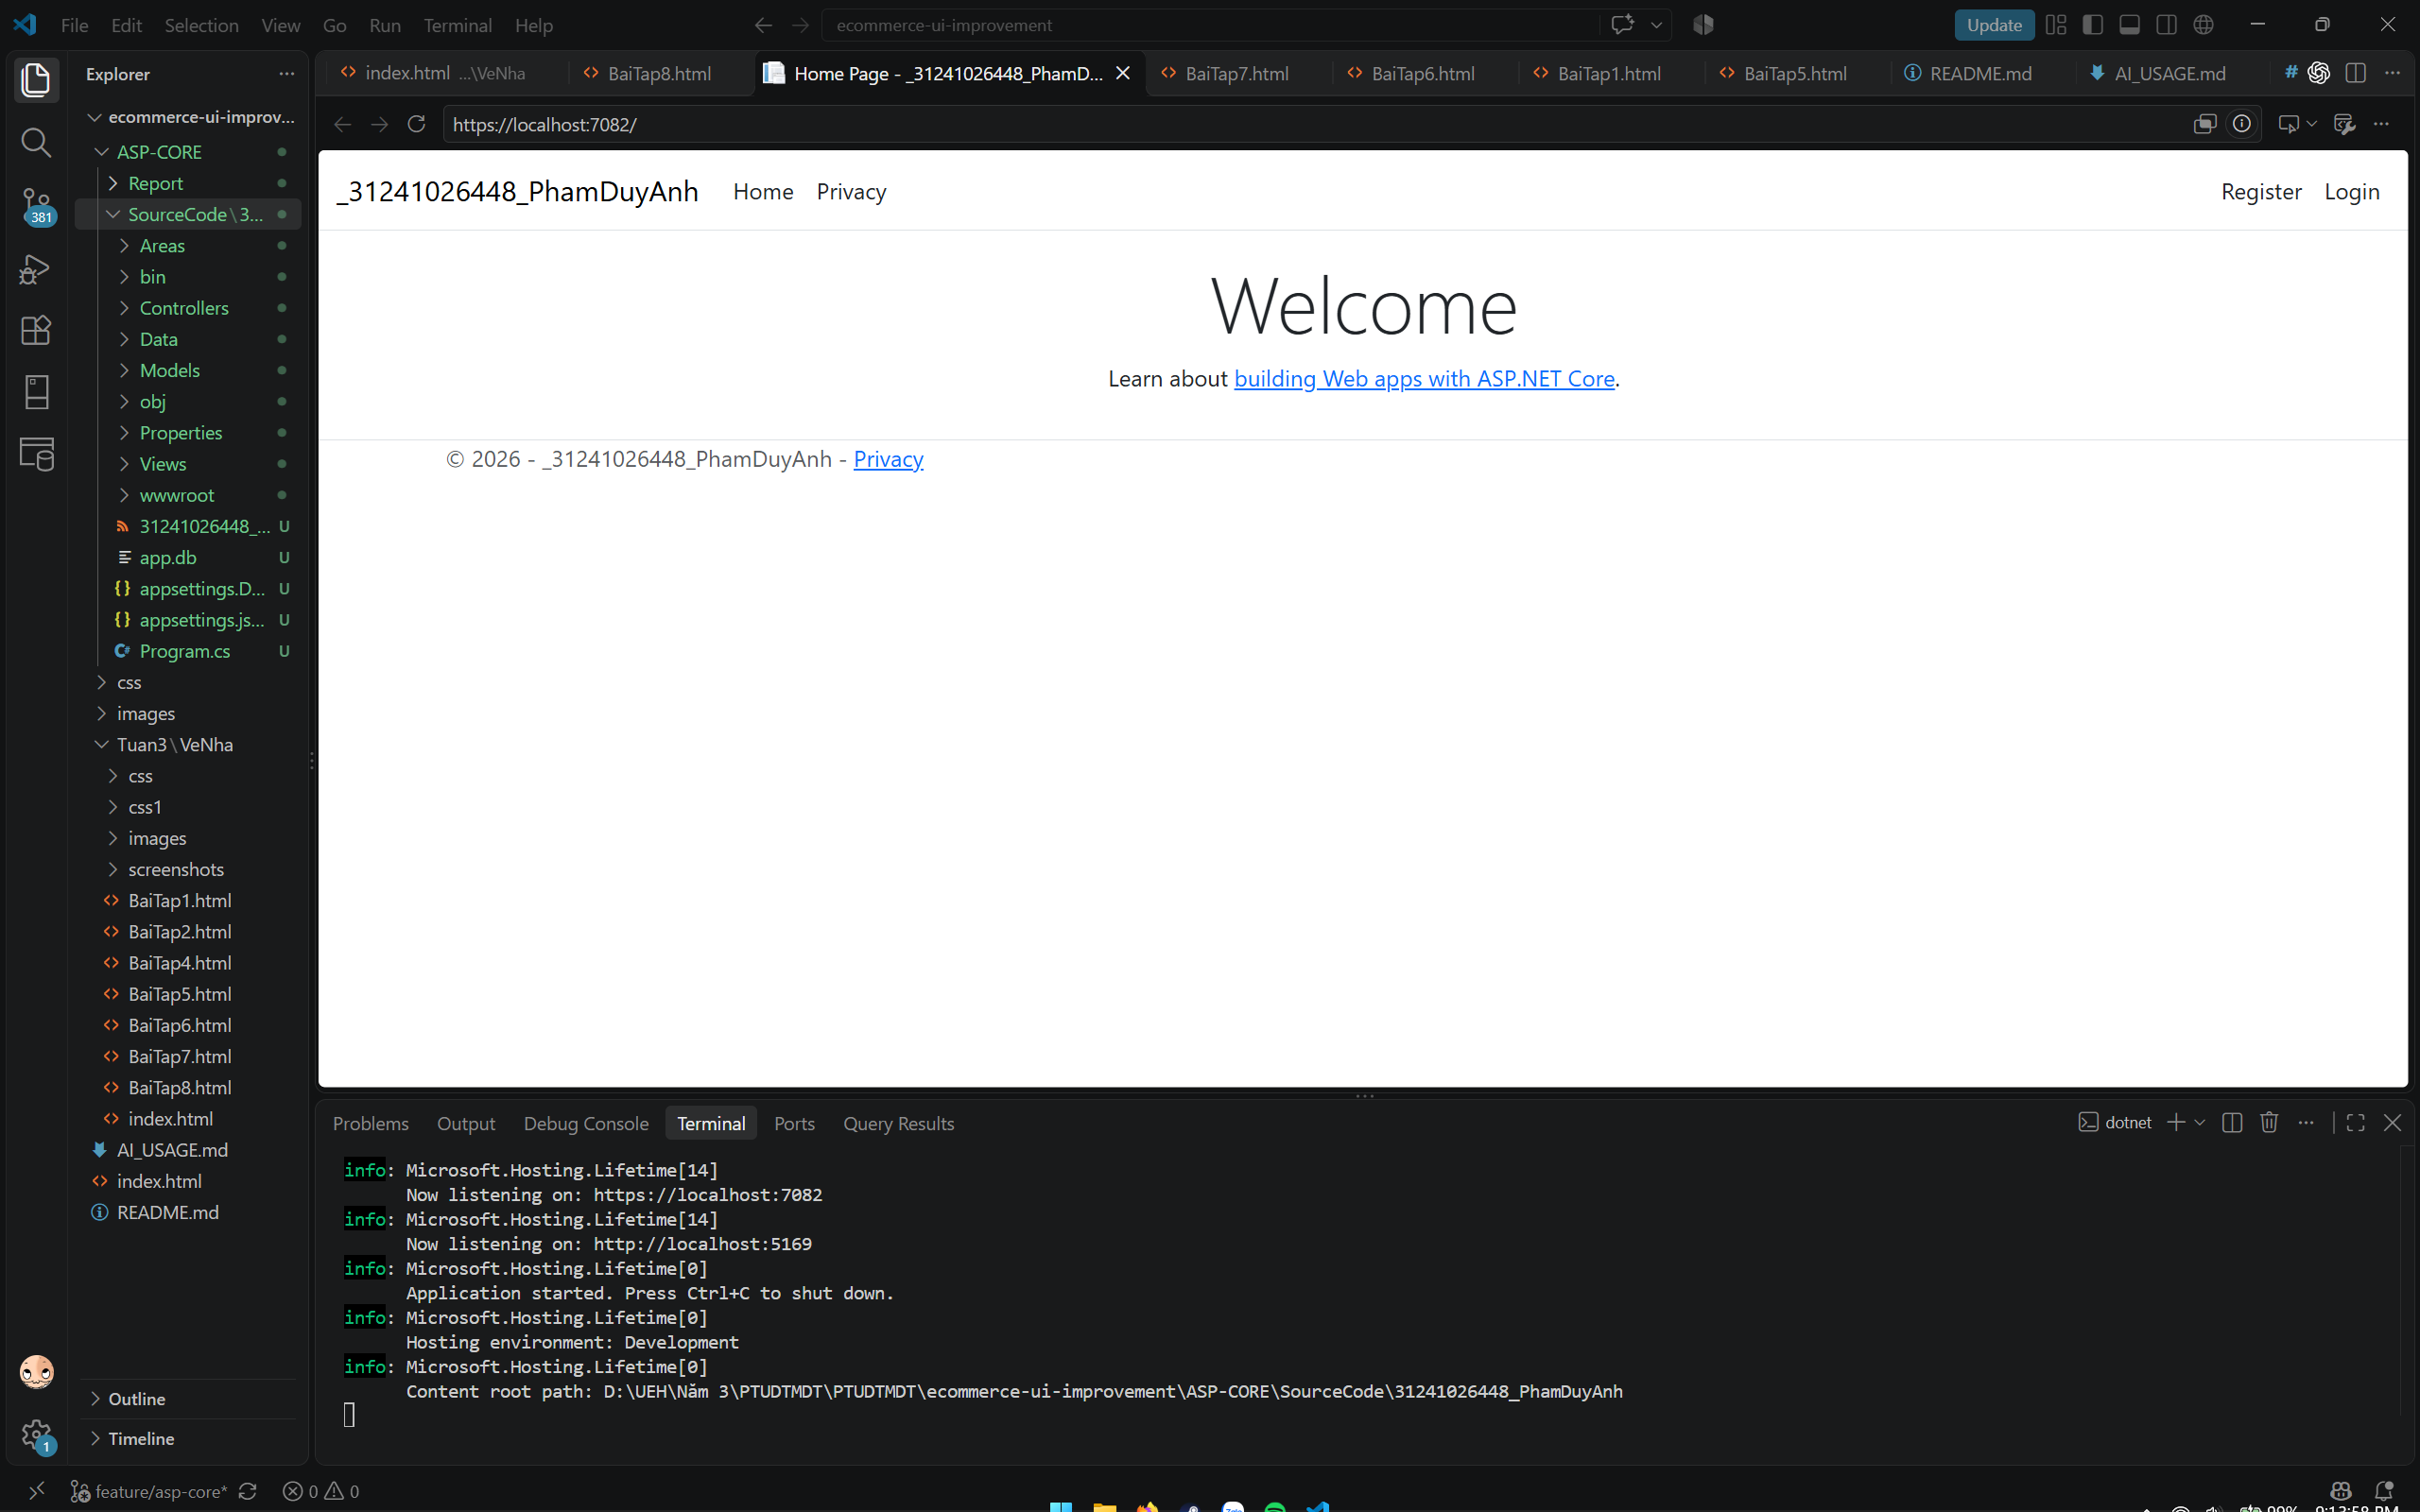 File Edit Selection View Go Run Terminal Help
ecommerce-ui-improvement
Update
Explorer
ecommerce-ui-improv...
ASP-CORE
Report
SourceCode\3...
Areas
bin
Controllers
Data
Models
obj
Properties
Views
wwwroot
31241026448_... U
app.db U
appsettings.D... U
appsettings.js... U
Program.cs U
css
images
Tuan3\VeNha
css
css1
images
screenshots
BaiTap1.html
BaiTap2.html
BaiTap4.html
BaiTap5.html
BaiTap6.html
BaiTap7.html
BaiTap8.html
index.html
AI_USAGE.md
index.html
README.md
Outline
Timeline
381
1
index.html ...\VeNha BaiTap8.html Home Page - _31241026448_PhamD... BaiTap7.html BaiTap6.html BaiTap1.html BaiTap5.html README.md AI_USAGE.md #
https://localhost:7082/
_31241026448_PhamDuyAnh Home Privacy Register Login
Welcome
Learn about building Web apps with ASP.NET Core.
© 2026 - _31241026448_PhamDuyAnh - Privacy
Problems Output Debug Console Terminal Ports Query Results dotnet
info: Microsoft.Hosting.Lifetime[14]
Now listening on: https://localhost:7082
info: Microsoft.Hosting.Lifetime[14]
Now listening on: http://localhost:5169
info: Microsoft.Hosting.Lifetime[0]
Application started. Press Ctrl+C to shut down.
info: Microsoft.Hosting.Lifetime[0]
Hosting environment: Development
info: Microsoft.Hosting.Lifetime[0]
Content root path: D:\UEH\Năm 3\PTUDTMDT\PTUDTMDT\ecommerce-ui-improvement\ASP-CORE\SourceCode\31241026448_PhamDuyAnh
feature/asp-core* 0 0